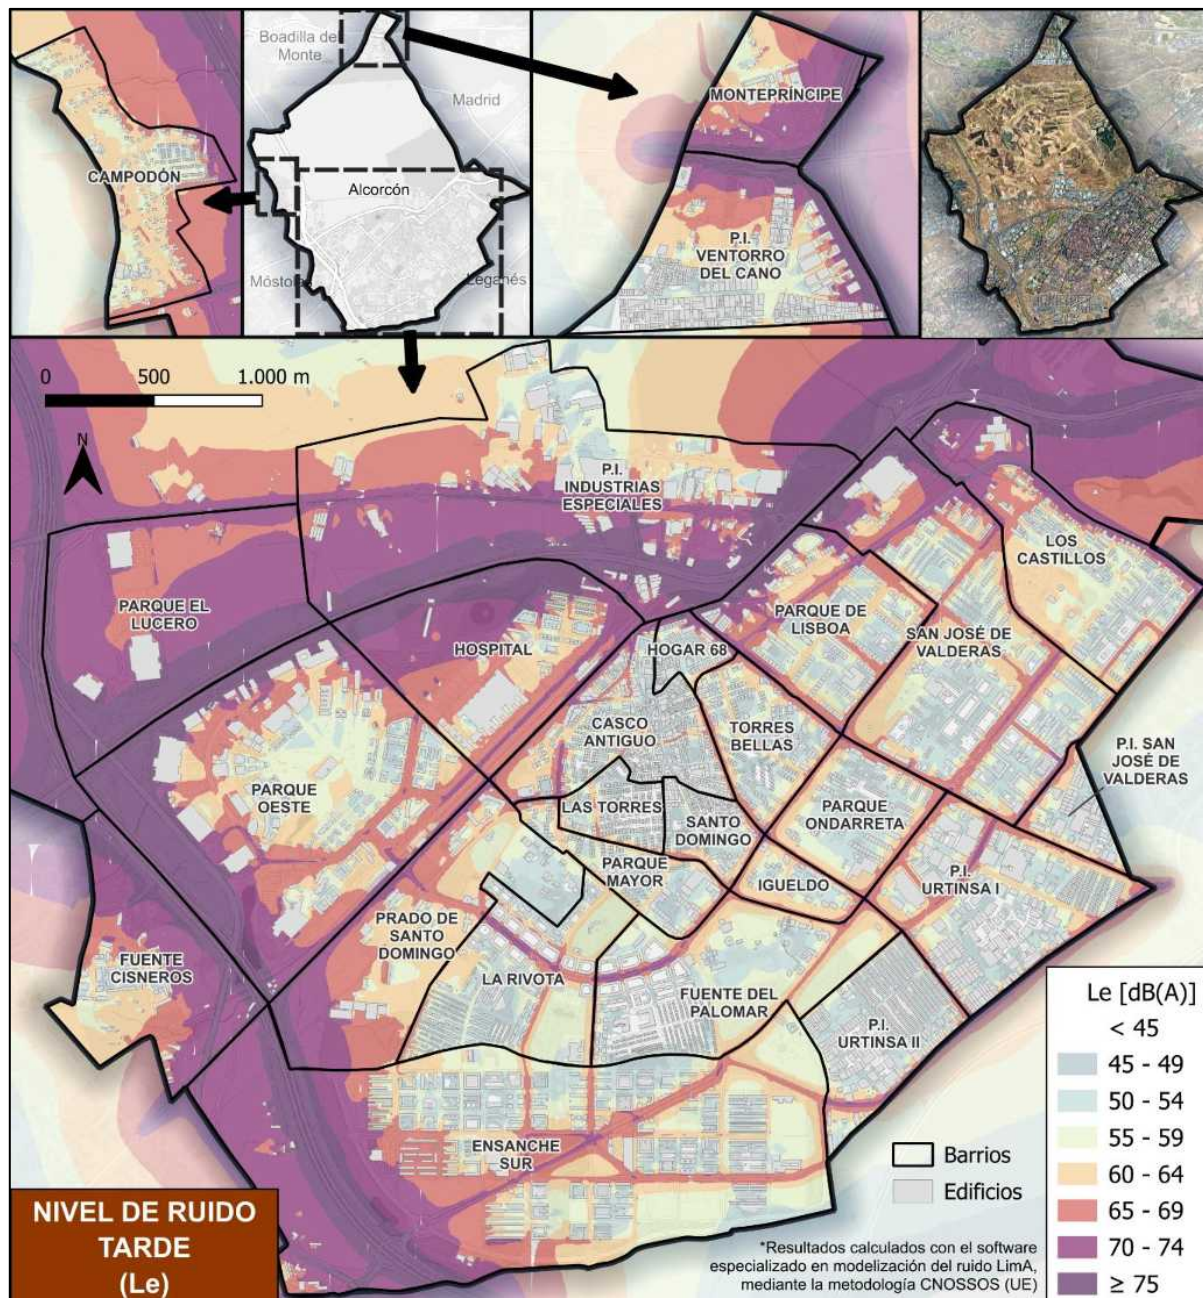 Boadilla del
Monte
Madrid
Alcorcón
Móstoles
Leganés
CAMPODÓN
MONTEPRÍNCIPE
P.I.
VENTORRO
DEL CANO
0 500 1.000 m
N
P.I.
INDUSTRIAS
ESPECIALES
LOS
CASTILLOS
PARQUE EL
LUCERO
HOSPITAL
HOGAR 68
PARQUE DE
LISBOA
SAN JOSÉ DE
VALDERAS
CASCO
ANTIGUO
TORRES
BELLAS
P.I. SAN
JOSÉ DE
VALDERAS
PARQUE
OESTE
LAS TORRES
SANTO
DOMINGO
PARQUE
ONDARRETA
PARQUE
MAYOR
IGUELDO
P.I.
URTINSA I
PRADO DE
SANTO
DOMINGO
FUENTE
CISNEROS
LA RIVOTA
FUENTE DEL
PALOMAR
P.I.
URTINSA II
ENSANCHE
SUR
Barrios
Edificios
Le [dB(A)]
< 45
45 - 49
50 - 54
55 - 59
60 - 64
65 - 69
70 - 74
≥ 75
NIVEL DE RUIDO
TARDE
(Le)
*Resultados calculados con el software
especializado en modelización del ruido LimA,
mediante la metodología CNOSSOS (UE)